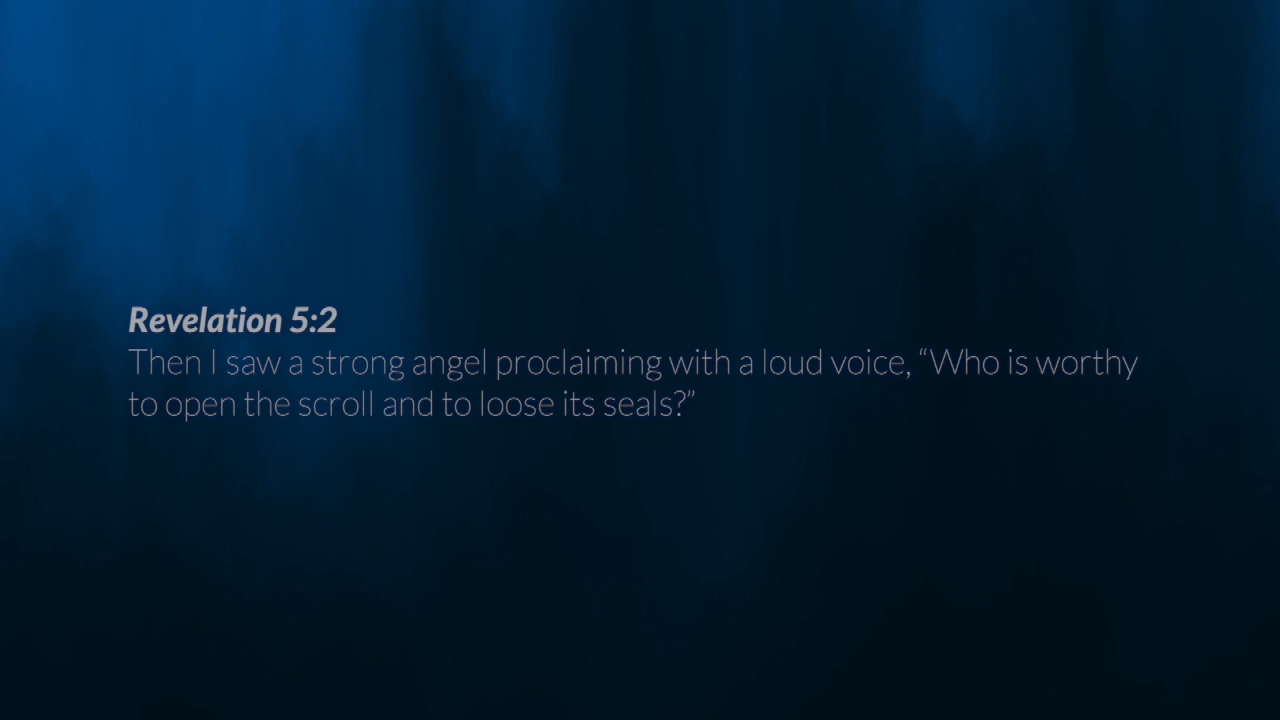 Revelation 5:2
Then I saw a strong angel proclaiming with a loud voice, “Who is worthy
to open the scroll and to loose its seals?”